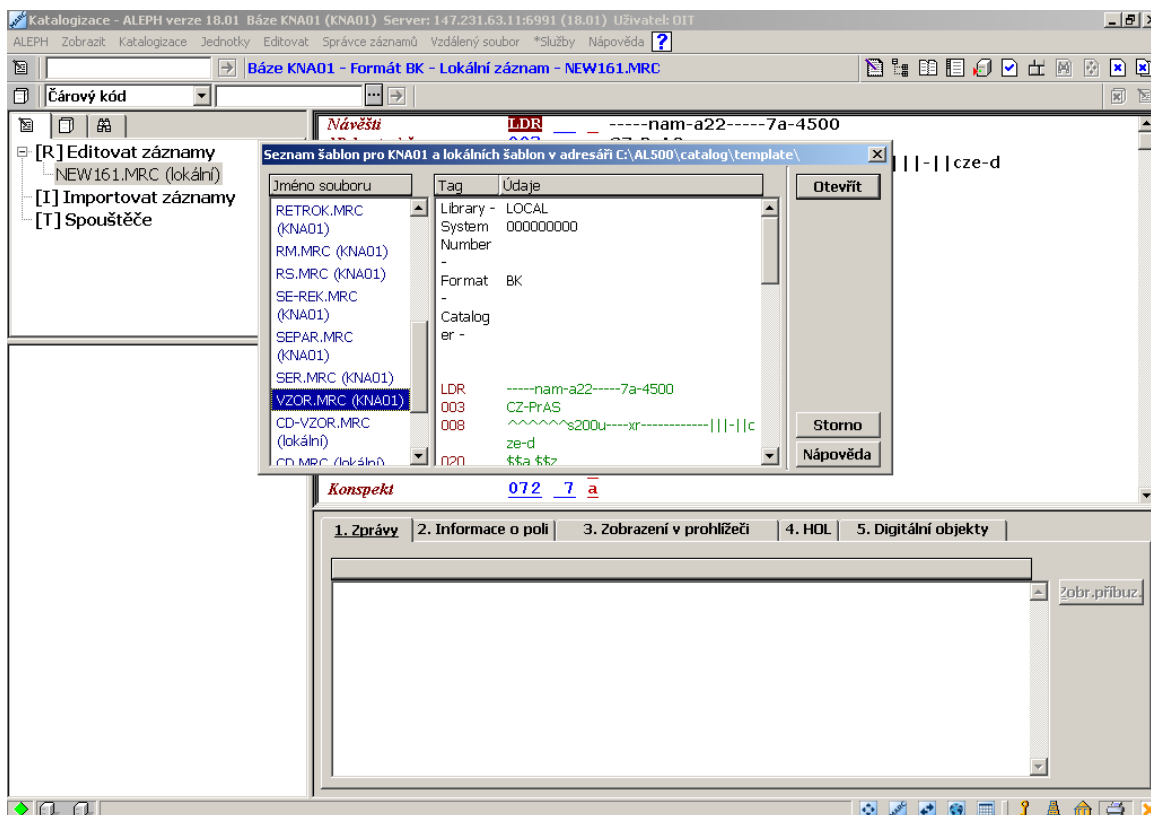 Katalogizace - ALEPH verze 18.01 Báze KNA01 (KNA01) Server: 147.231.63.11:6991 (18.01) Uživatel: OIT
ALEPH Zobrazit Katalogizace Jednotky Editovat Správce záznamů Vzdálený soubor *Služby Nápověda ?
Báze KNA01 - Formát BK - Lokální záznam - NEW161.MRC
Čárový kód
[R] Editovat záznamy
NEW161.MRC (lokální)
[I] Importovat záznamy
[T] Spouštěče
Návěští LDR -----nam-a22-----7a-4500
|||-||cze-d
Seznam šablon pro KNA01 a lokálních šablon v adresáři C:\AL500\catalog\template\
Jméno souboru
RETROK.MRC
(KNA01)
RM.MRC (KNA01)
RS.MRC (KNA01)
SE-REK.MRC
(KNA01)
SEPAR.MRC
(KNA01)
SER.MRC (KNA01)
VZOR.MRC (KNA01)
CD-VZOR.MRC
(lokální)
CD.MRC (lokální)
Tag Údaje
Library - LOCAL
System 000000000
Number
-
Format BK
-
Catalog
er -
LDR -----nam-a22-----7a-4500
003 CZ-PrAS
008 ^^^^^^s200u----xr------------|||-||c
ze-d
020 $$a $$z
Otevřít
Storno
Nápověda
Konspekt 072 7 a
1. Zprávy 2. Informace o poli 3. Zobrazení v prohlížeči 4. HOL 5. Digitální objekty
Zobr.příbuz.